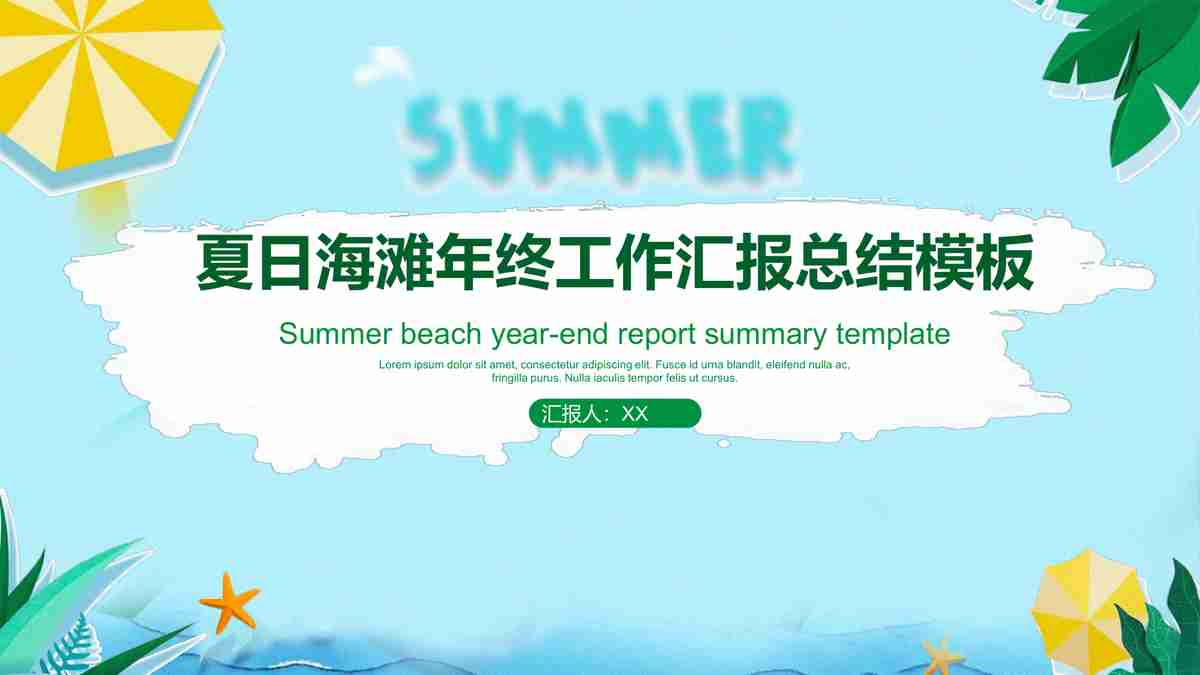 SUMMER
夏日海滩年终工作汇报总结模板
Summer beach year-end report summary template
Lorem ipsum dolor sit amet, consectetur adipiscing elit. Fusce id urna blandit, eleifend nulla ac,
fringilla purus. Nulla iaculis tempor felis ut cursus.
汇报人：XX